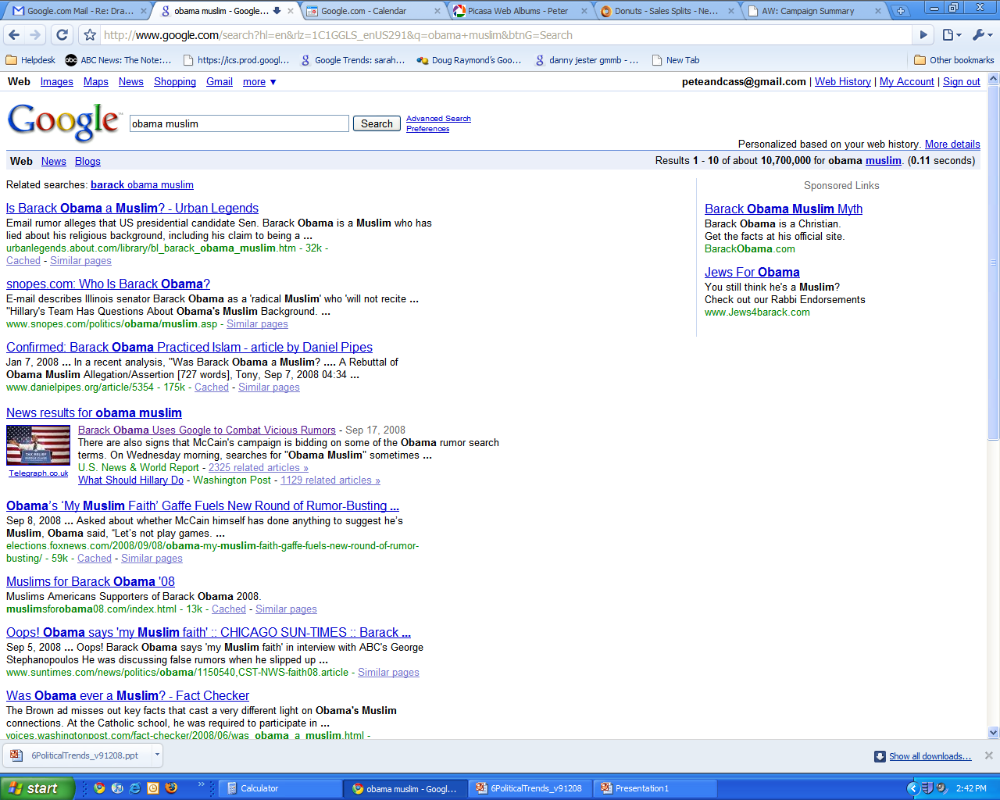 Google.com Mail - Re: Dra...
obama muslim - Google...
Google.com - Calendar
Picasa Web Albums - Peter
Donuts - Sales Splits - Ne...
AW: Campaign Summary
http://www.google.com/search?hl=en&rlz=1C1GGLS_enUS291&q=obama+muslim&btnG=Search
Helpdesk
ABC News: The Note:...
https://ics.prod.googl...
Google Trends: sarah...
Doug Raymond's Goo...
danny jester gmmb - ...
New Tab
Other bookmarks
Web Images Maps News Shopping Gmail more ▼
peteandcass@gmail.com | Web History | My Account | Sign out
Google™
obama muslim
Search
Advanced Search
Preferences
Personalized based on your web history. More details
Web News Blogs
Results 1 - 10 of about 10,700,000 for obama muslim. (0.11 seconds)
Related searches: barack obama muslim
Is Barack Obama a Muslim? - Urban Legends
Email rumor alleges that US presidential candidate Sen. Barack Obama is a Muslim who has
lied about his religious background, including his claim to being a ...
urbanlegends.about.com/library/bl_barack_obama_muslim.htm - 32k -
Cached - Similar pages
snopes.com: Who Is Barack Obama?
E-mail describes Illinois senator Barack Obama as a 'radical Muslim' who 'will not recite ...
"Hillary's Team Has Questions About Obama's Muslim Background. ...
www.snopes.com/politics/obama/muslim.asp - Similar pages
Confirmed: Barack Obama Practiced Islam - article by Daniel Pipes
Jan 7, 2008 ... In a recent analysis, "Was Barack Obama a Muslim? .... A Rebuttal of
Obama Muslim Allegation/Assertion [727 words], Tony, Sep 7, 2008 04:34 ...
www.danielpipes.org/article/5354 - 175k - Cached - Similar pages
News results for obama muslim
TAX RELIEF
Telegraph.co.uk
Barack Obama Uses Google to Combat Vicious Rumors - Sep 17, 2008
There are also signs that McCain's campaign is bidding on some of the Obama rumor search
terms. On Wednesday morning, searches for "Obama Muslim" sometimes ...
U.S. News & World Report - 2325 related articles »
What Should Hillary Do - Washington Post - 1129 related articles »
Obama's 'My Muslim Faith' Gaffe Fuels New Round of Rumor-Busting ...
Sep 8, 2008 ... Asked about whether McCain himself has done anything to suggest he's
Muslim, Obama said, “Let's not play games. ...
elections.foxnews.com/2008/09/08/obama-my-muslim-faith-gaffe-fuels-new-round-of-rumor-
busting/ - 59k - Cached - Similar pages
Muslims for Barack Obama '08
Muslims Americans Supporters of Barack Obama 2008.
muslimsforobama08.com/index.html - 13k - Cached - Similar pages
Oops! Obama says 'my Muslim faith' :: CHICAGO SUN-TIMES :: Barack ...
Sep 5, 2008 ... Oops! Barack Obama says 'my Muslim faith' in interview with ABC's George
Stephanopoulos He was discussing false rumors when he slipped up ...
www.suntimes.com/news/politics/obama/1150540,CST-NWS-faith08.article - Similar pages
Was Obama ever a Muslim? - Fact Checker
The Brown ad misses out key facts that cast a very different light on Obama's Muslim
connections. At the Catholic school, he was required to participate in ...
voices.washingtonpost.com/fact-checker/2008/06/was_obama_a_muslim.html -
Sponsored Links
Barack Obama Muslim Myth
Barack Obama is a Christian.
Get the facts at his official site.
BarackObama.com
Jews For Obama
You still think he's a Muslim?
Check out our Rabbi Endorsements
www.Jews4barack.com
6PoliticalTrends_v91208.ppt
Show all downloads...
start
Calculator
obama muslim - Googl...
6PoliticalTrends_v91208
Presentation1
2:42 PM